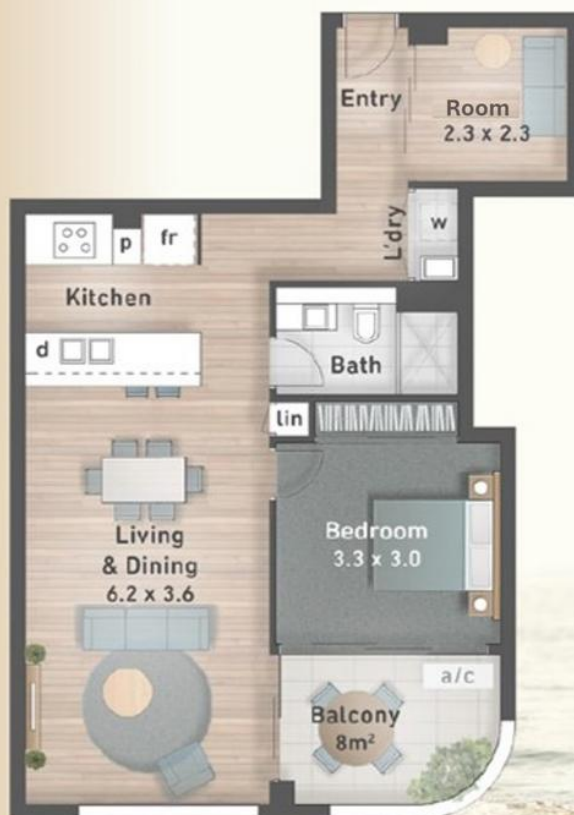 Entry
Room
2.3 x 2.3
L'dry
w
p
fr
Kitchen
d
Bath
lin
Bedroom
3.3 x 3.0
Living
& Dining
6.2 x 3.6
a/c
Balcony
8m²